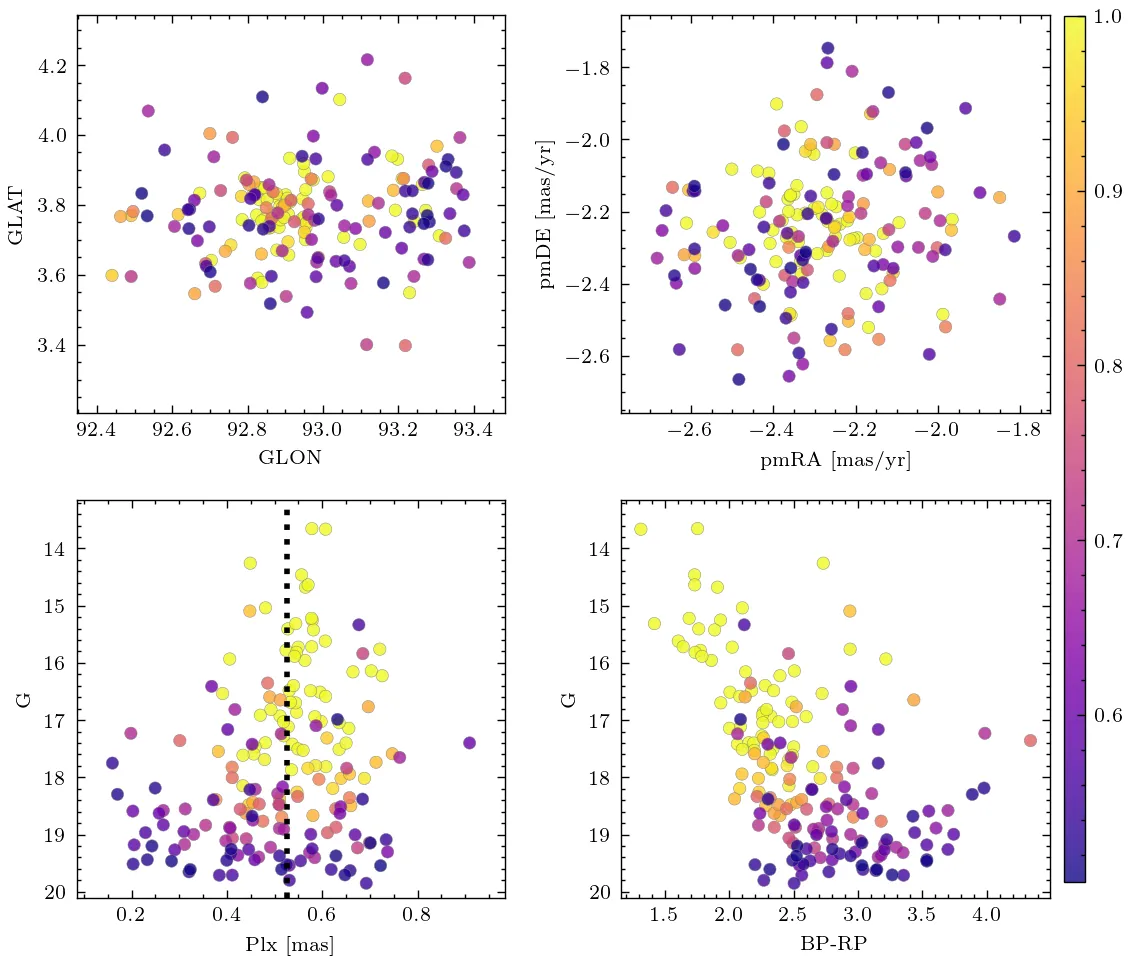 4.2
4.0
3.8
3.6
3.4
GLAT
92.4 92.6 92.8 93.0 93.2 93.4
GLON
−1.8
−2.0
−2.2
−2.4
−2.6
pmDE [mas/yr]
−2.6 −2.4 −2.2 −2.0 −1.8
pmRA [mas/yr]
1.0
0.9
0.8
0.7
0.6
14
15
16
17
18
19
20
G
0.2 0.4 0.6 0.8
Plx [mas]
14
15
16
17
18
19
20
G
1.5 2.0 2.5 3.0 3.5 4.0
BP-RP